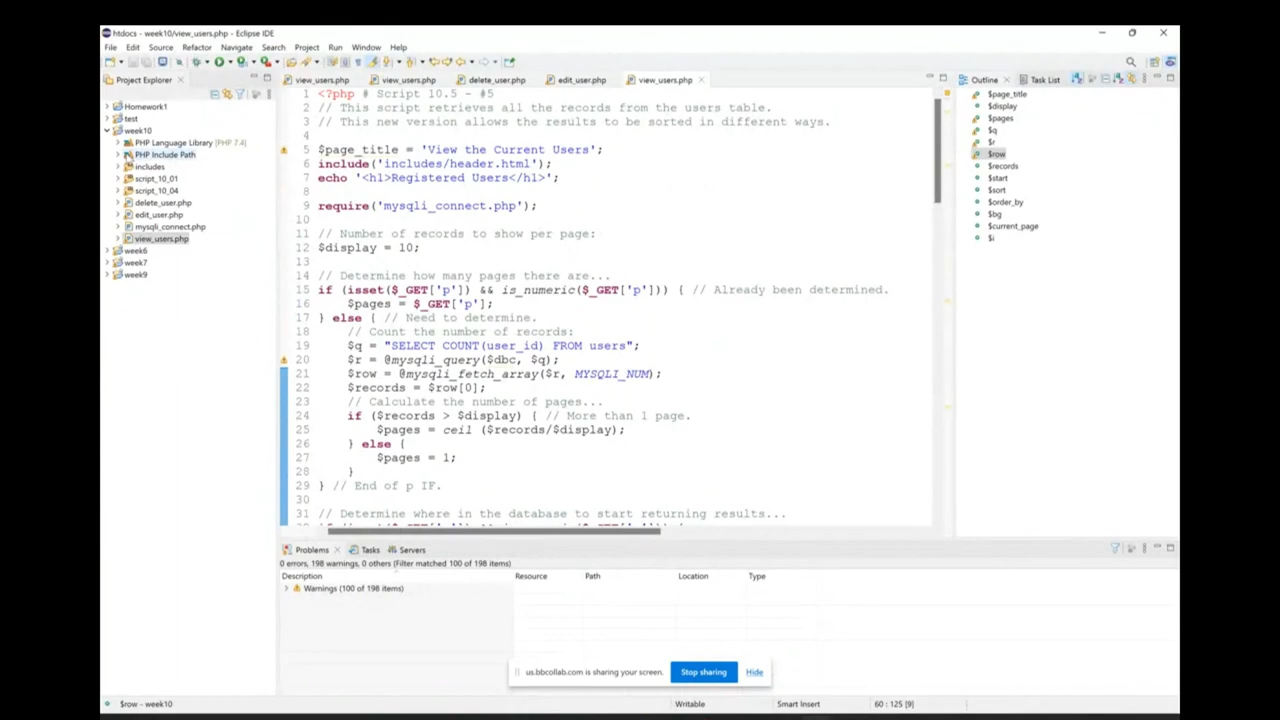 htdocs - week10/view_users.php - Eclipse IDE
File Edit Source Refactor Navigate Search Project Run Window Help
Project Explorer
view_users.php view_users.php delete_user.php edit_user.php view_users.php
Outline Task List
Homework1
test
week10
PHP Language Library [PHP 7.4]
PHP Include Path
includes
script_10_01
script_10_04
delete_user.php
edit_user.php
mysqli_connect.php
view_users.php
week6
week7
week9
1 <?php # Script 10.5 - #5
2 // This script retrieves all the records from the users table.
3 // This new version allows the results to be sorted in different ways.
4
5 $page_title = 'View the Current Users';
6 include('includes/header.html');
7 echo '<h1>Registered Users</h1>';
8
9 require('mysqli_connect.php');
10
11 // Number of records to show per page:
12 $display = 10;
13
14 // Determine how many pages there are...
15 if (isset($_GET['p']) && is_numeric($_GET['p'])) { // Already been determined.
16 $pages = $_GET['p'];
17 } else { // Need to determine.
18 // Count the number of records:
19 $q = "SELECT COUNT(user_id) FROM users";
20 $r = @mysqli_query($dbc, $q);
21 $row = @mysqli_fetch_array($r, MYSQLI_NUM);
22 $records = $row[0];
23 // Calculate the number of pages...
24 if ($records > $display) { // More than 1 page.
25 $pages = ceil ($records/$display);
26 } else {
27 $pages = 1;
28 }
29 } // End of p IF.
30
31 // Determine where in the database to start returning results...
$page_title
$display
$pages
$q
$r
$row
$records
$start
$sort
$order_by
$bg
$current_page
$i
Problems Tasks Servers
0 errors, 198 warnings, 0 others (Filter matched 100 of 198 items)
Description Resource Path Location Type
Warnings (100 of 198 items)
us.bbcollab.com is sharing your screen. Stop sharing Hide
$row - week10 Writable Smart Insert 60 : 125 [9]